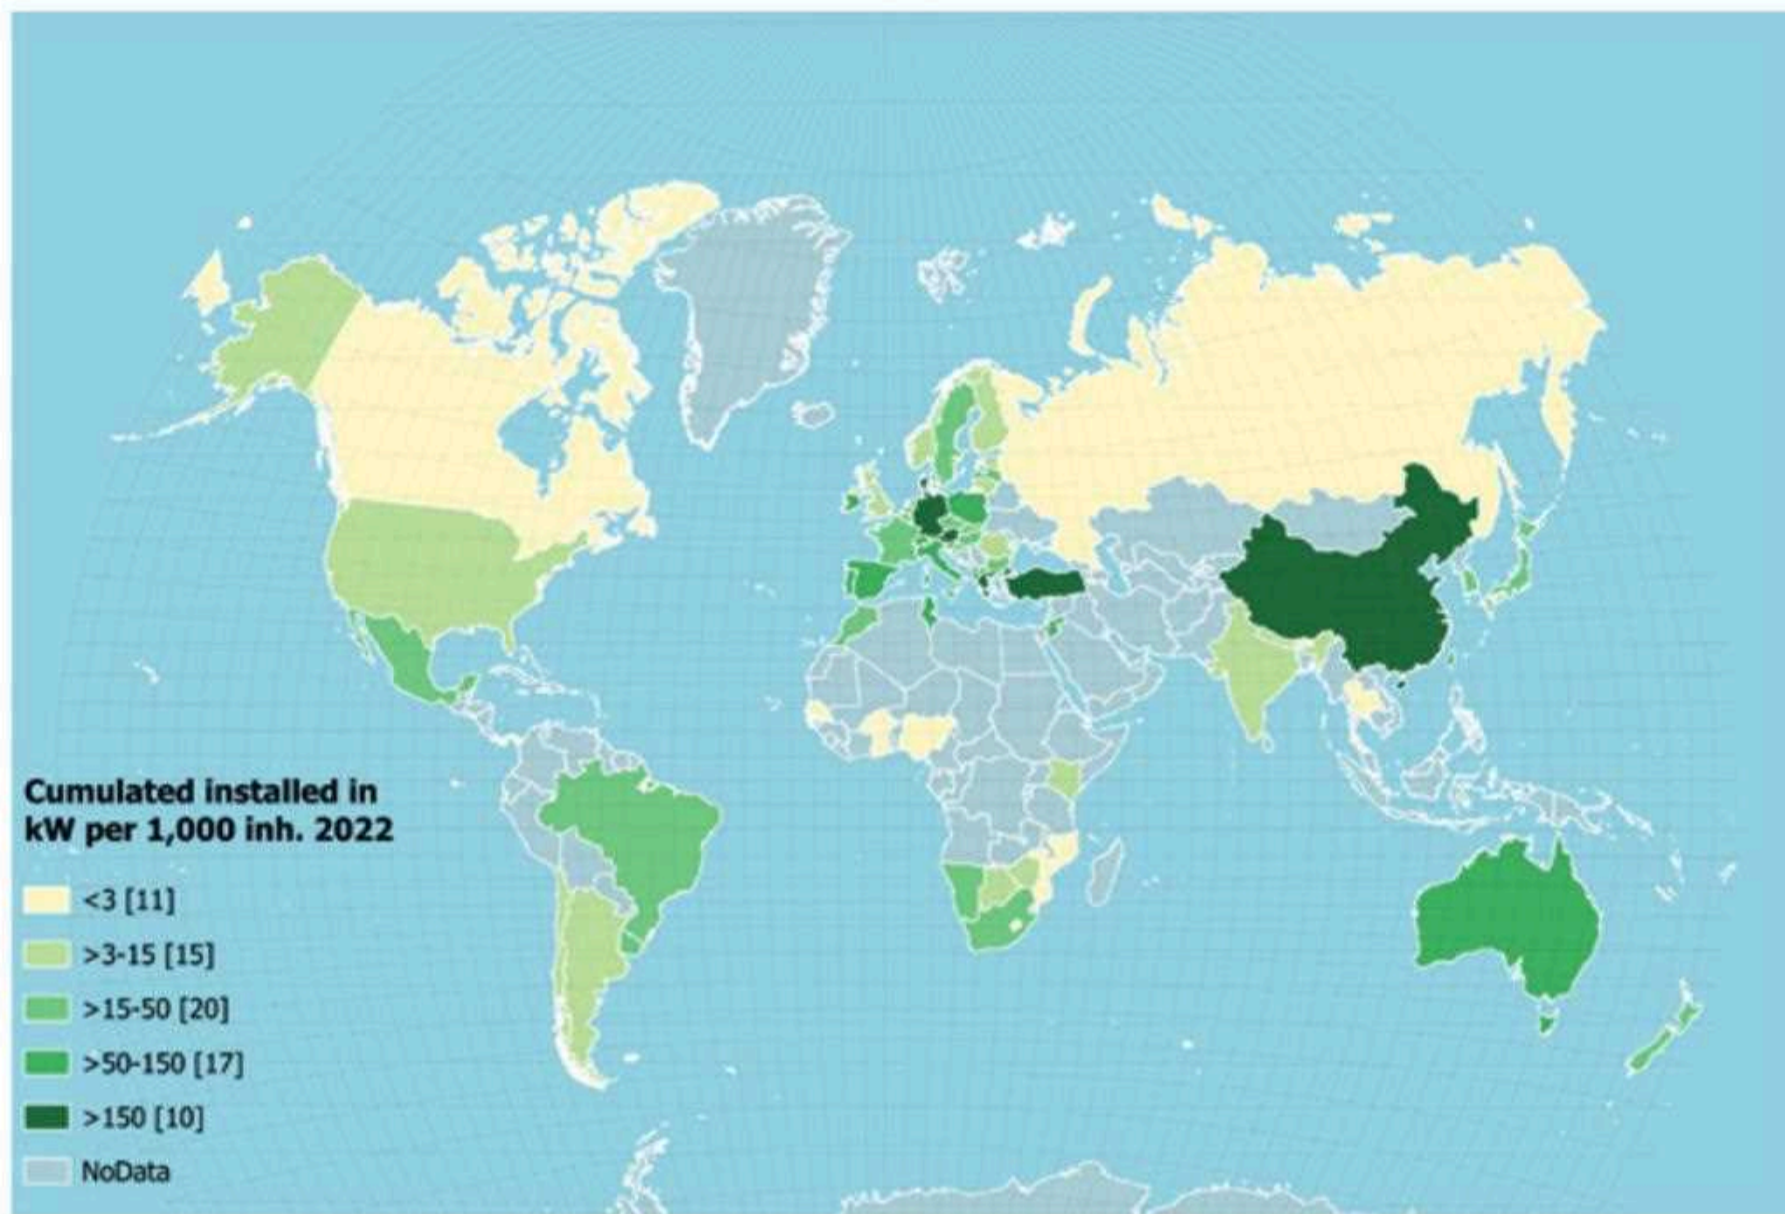 Cumulated installed in
kW per 1,000 inh. 2022
<3 [11]
>3-15 [15]
>15-50 [20]
>50-150 [17]
>150 [10]
NoData